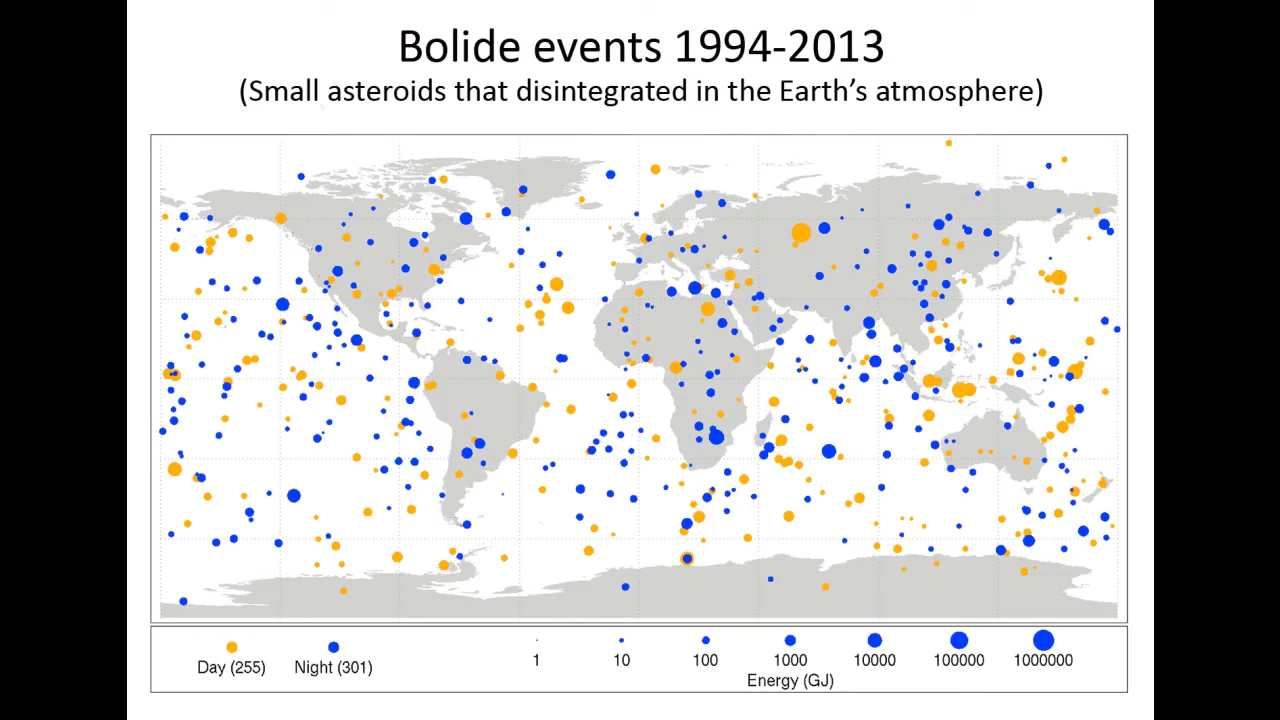 Bolide events 1994-2013
(Small asteroids that disintegrated in the Earth's atmosphere)
Day (255) Night (301) 1 10 100 1000 10000 100000 1000000
Energy (GJ)